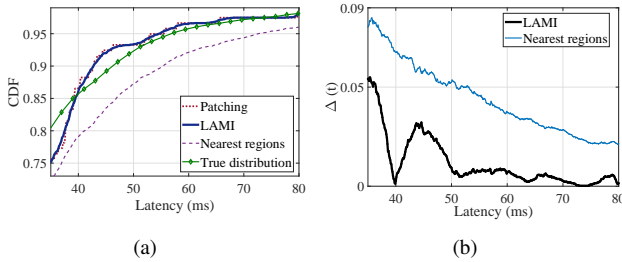 CDF
0.95
0.9
0.85
0.8
0.75
Patching
LAMI
Nearest regions
True distribution
40
50
60
70
80
Latency (ms)
(a)
Δ (t)
0.09
0.05
0
LAMI
Nearest regions
40
50
60
70
80
Latency (ms)
(b)